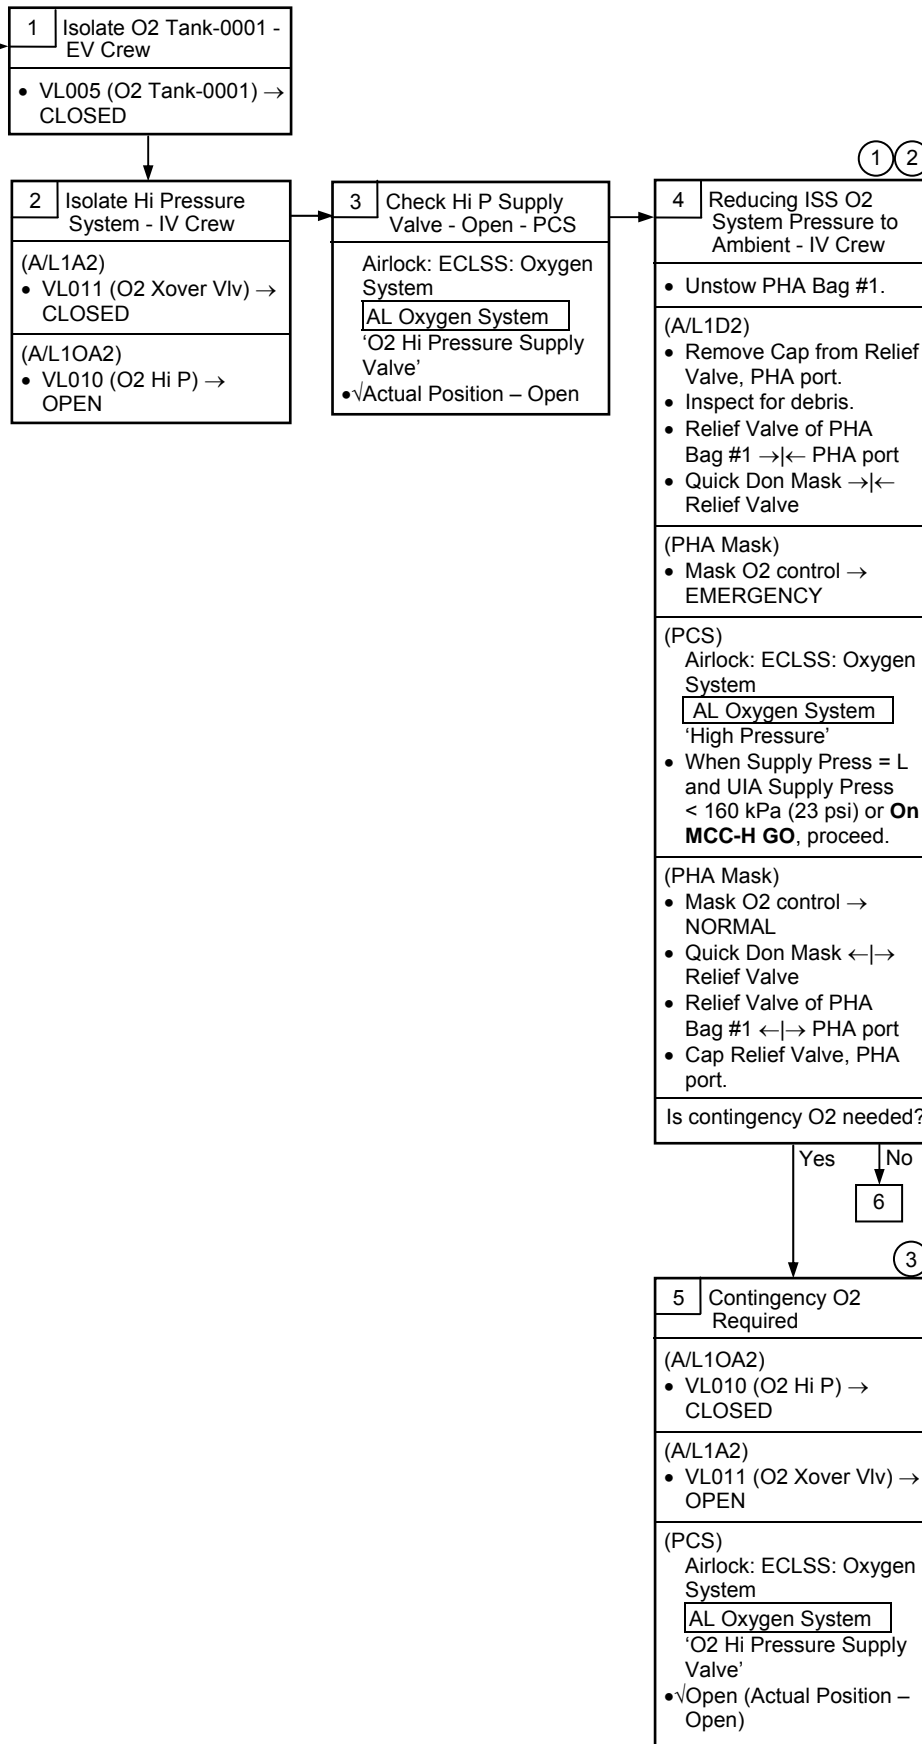 1 Isolate O2 Tank-0001 -
EV Crew
• VL005 (O2 Tank-0001) →
CLOSED
2 Isolate Hi Pressure
System - IV Crew
(A/L1A2)
• VL011 (O2 Xover Vlv) →
CLOSED
(A/L1OA2)
• VL010 (O2 Hi P) →
OPEN
3 Check Hi P Supply
Valve - Open - PCS
Airlock: ECLSS: Oxygen
System
AL Oxygen System
‘O2 Hi Pressure Supply
Valve’
•√Actual Position – Open
1 2
4 Reducing ISS O2
System Pressure to
Ambient - IV Crew
• Unstow PHA Bag #1.
(A/L1D2)
• Remove Cap from Relief
Valve, PHA port.
• Inspect for debris.
• Relief Valve of PHA
Bag #1 →|← PHA port
• Quick Don Mask →|←
Relief Valve
(PHA Mask)
• Mask O2 control →
EMERGENCY
(PCS)
Airlock: ECLSS: Oxygen
System
AL Oxygen System
‘High Pressure’
• When Supply Press = L
and UIA Supply Press
< 160 kPa (23 psi) or On
MCC-H GO, proceed.
(PHA Mask)
• Mask O2 control →
NORMAL
• Quick Don Mask ←|→
Relief Valve
• Relief Valve of PHA
Bag #1 ←|→ PHA port
• Cap Relief Valve, PHA
port.
Is contingency O2 needed?
Yes No
6
3
5 Contingency O2
Required
(A/L1OA2)
• VL010 (O2 Hi P) →
CLOSED
(A/L1A2)
• VL011 (O2 Xover Vlv) →
OPEN
(PCS)
Airlock: ECLSS: Oxygen
System
AL Oxygen System
‘O2 Hi Pressure Supply
Valve’
•√Open (Actual Position –
Open)